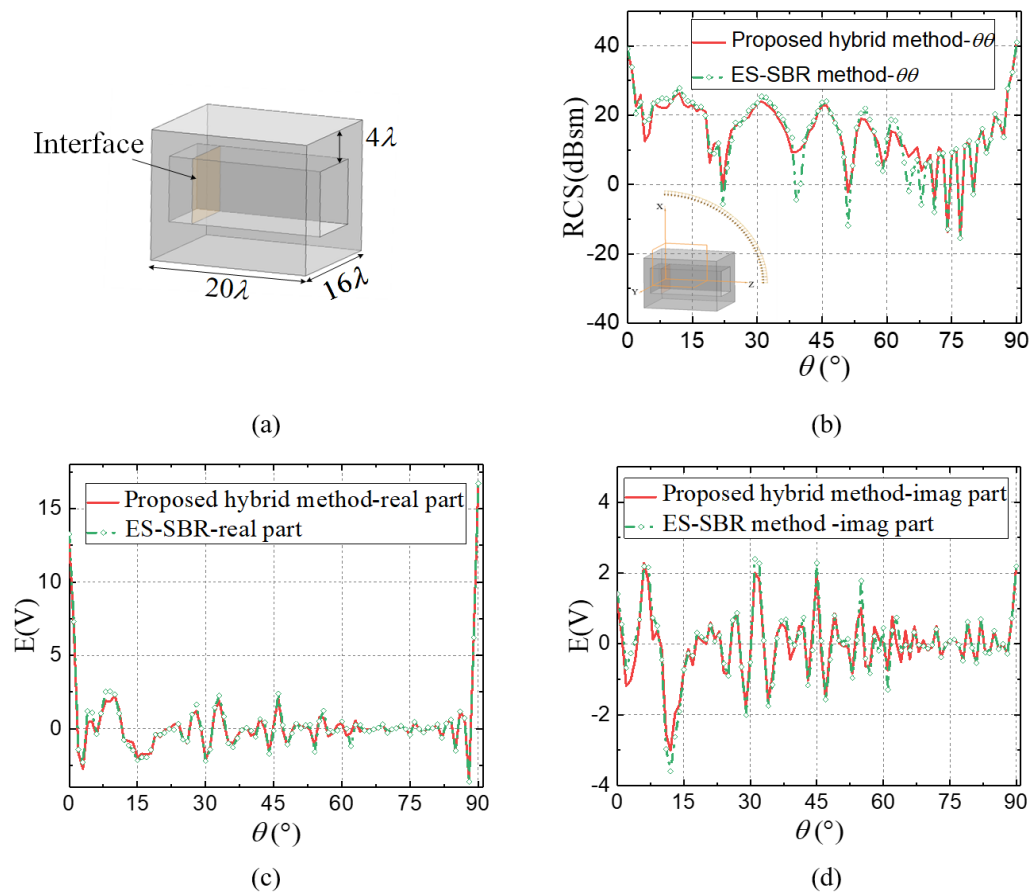 Interface
4λ
20λ
16λ
(a)
Proposed hybrid method-θθ
ES-SBR method-θθ
RCS(dBsm)
40
20
0
-20
-40
X
Y
Z
0
15
30
45
60
75
90
θ (°)
(b)
Proposed hybrid method-real part
ES-SBR-real part
E(V)
15
10
5
0
0
15
30
45
60
75
90
θ (°)
(c)
Proposed hybrid method-imag part
ES-SBR method -imag part
E(V)
4
2
0
-2
-4
0
15
30
45
60
75
90
θ (°)
(d)